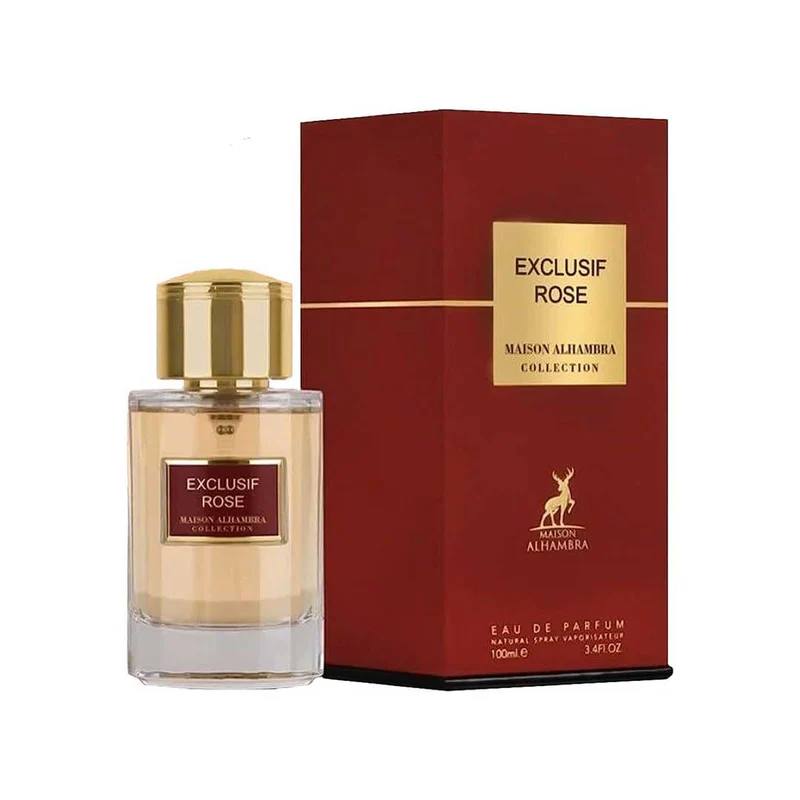 EXCLUSIF
ROSE
MAISON ALHAMBRA
COLLECTION
EXCLUSIF
ROSE
MAISON ALHAMBRA
COLLECTION
MAISON
ALHAMBRA
EAU DE PARFUM
NATURAL SPRAY VAPORISATEUR
100ml e 3.4FL.OZ